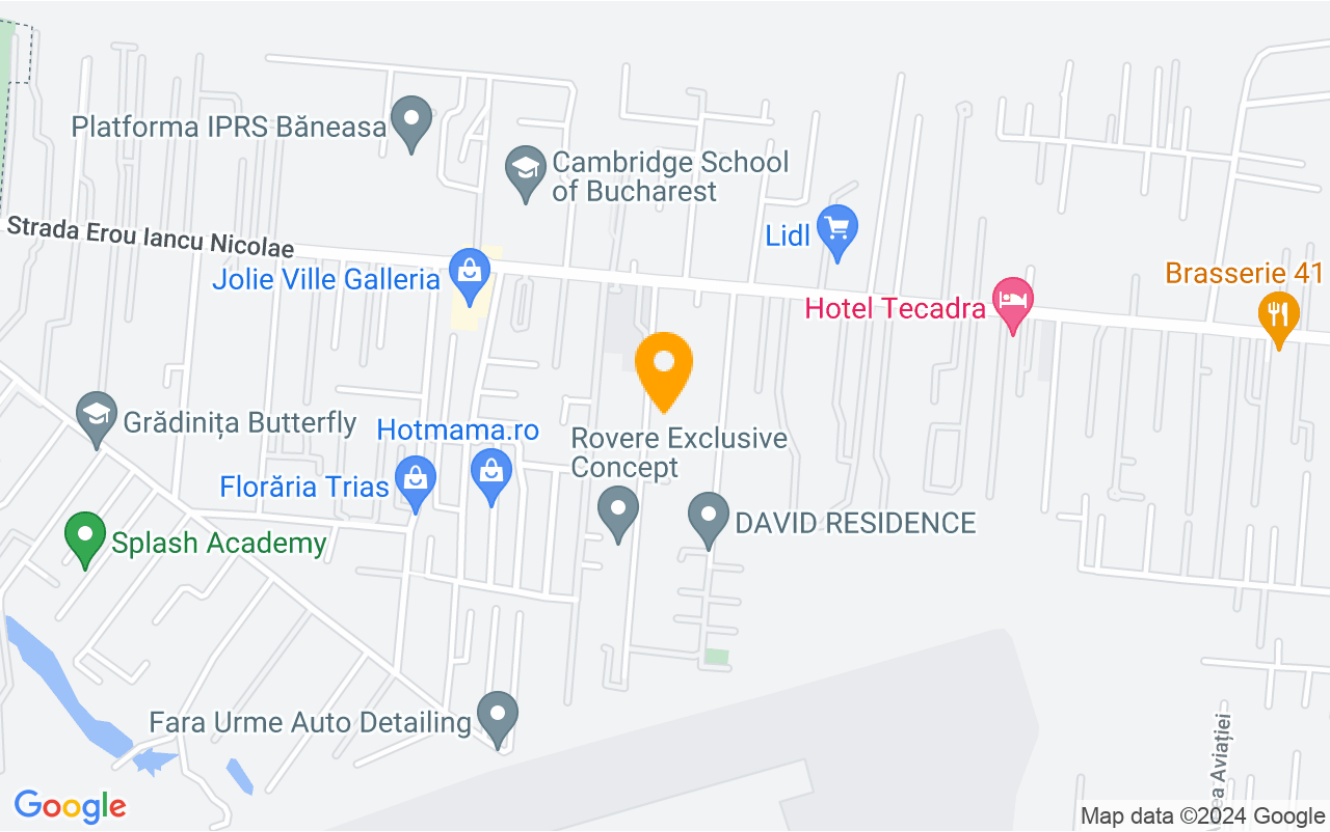 Platforma IPRS Băneasa
Cambridge School
of Bucharest
Strada Erou Iancu Nicolae
Lidl
Jolie Ville Galleria
Brasserie 41
Hotel Tecadra
Grădinița Butterfly
Hotmama.ro
Rovere Exclusive
Concept
Florăria Trias
DAVID RESIDENCE
Splash Academy
Fara Urme Auto Detailing
ea Aviației
Google
Map data ©2024 Google